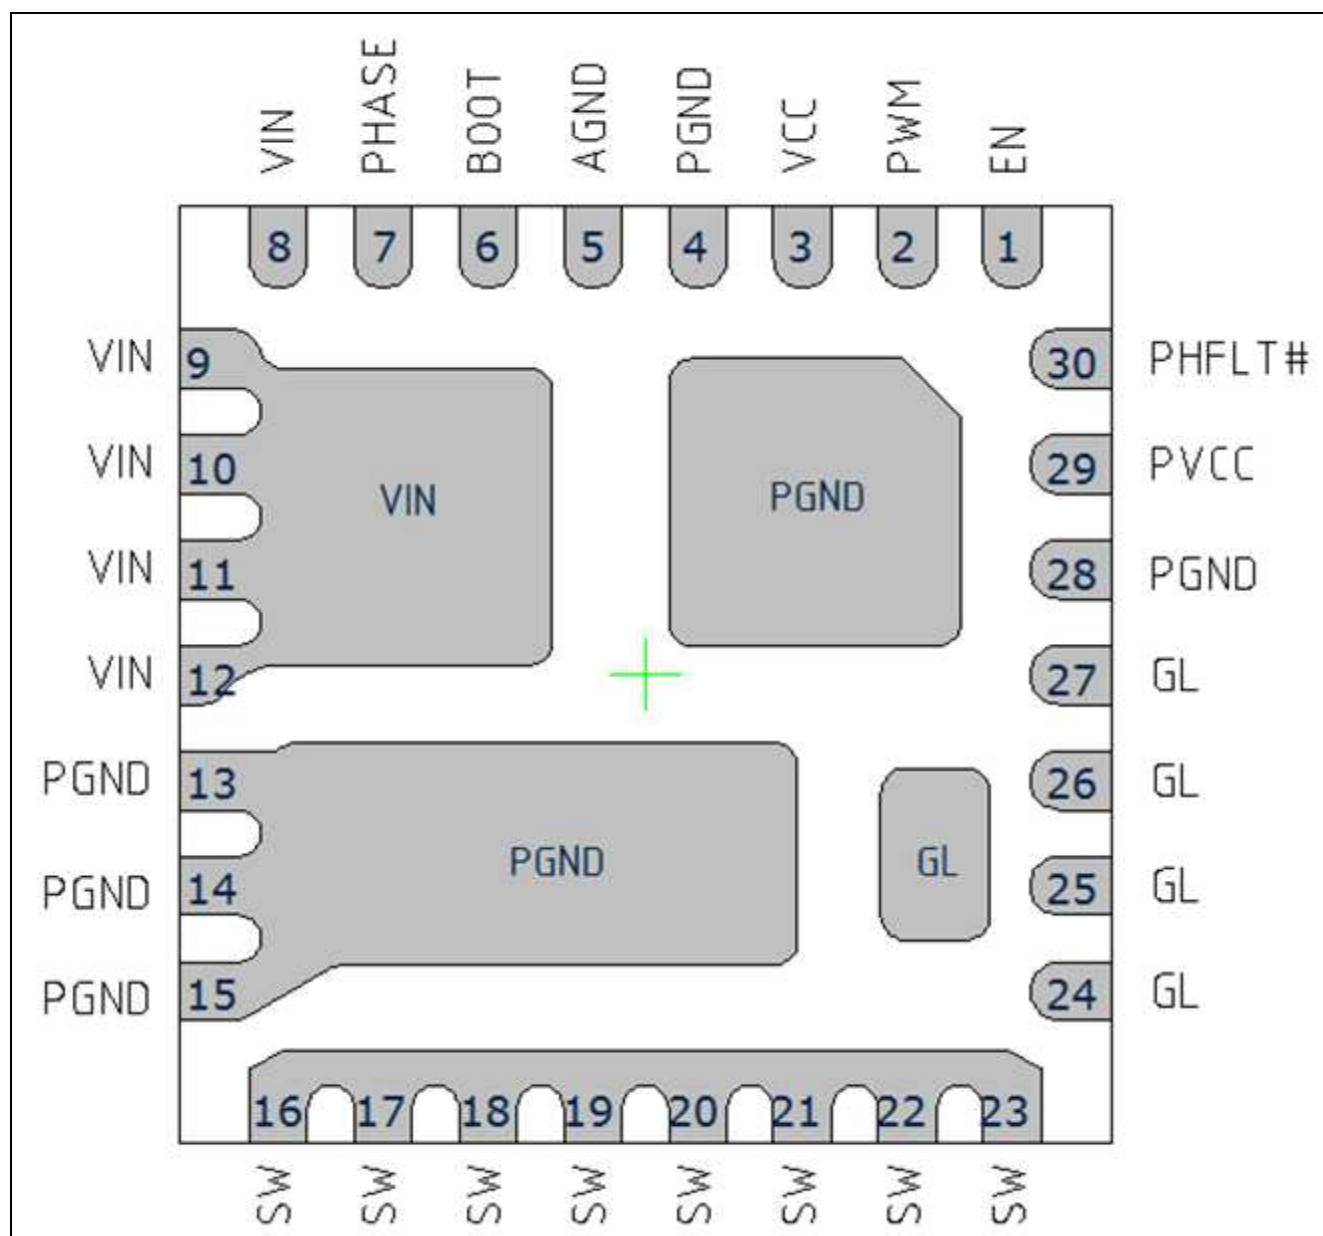 VIN PHASE BOOT AGND PGND VCC PWM EN
8 7 6 5 4 3 2 1
VIN 9 30 PHFLT#
VIN 10 29 PVCC
VIN PGND
VIN 11 28 PGND
VIN 12 27 GL
PGND 13 26 GL
PGND GL
PGND 14 25 GL
PGND 15 24 GL
16 17 18 19 20 21 22 23
SW SW SW SW SW SW SW SW